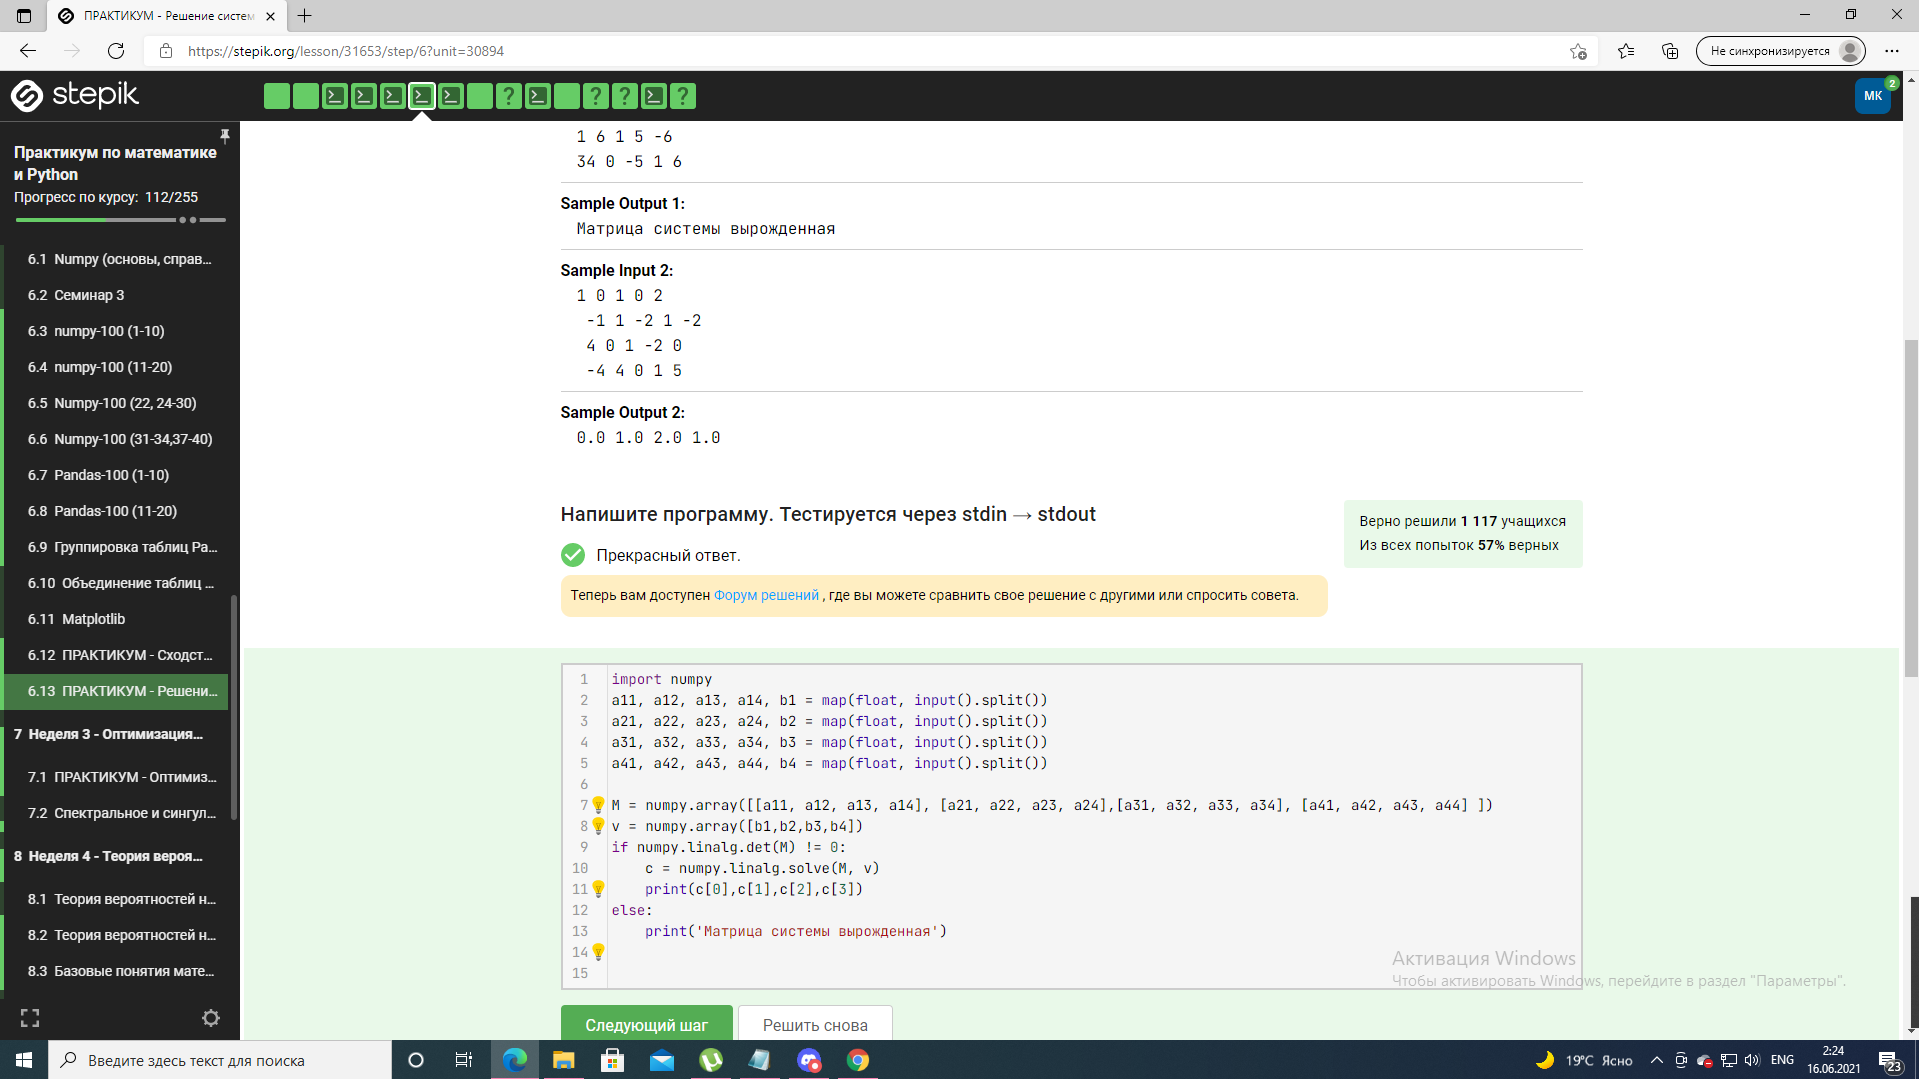 ПРАКТИКУМ - Решение систем
https://stepik.org/lesson/31653/step/6?unit=30894
Не синхронизируется
stepik
? ? ? ?
МК
2
Практикум по математике
и Python
Прогресс по курсу: 112/255
6.1 Numpy (основы, справ...
6.2 Семинар 3
6.3 numpy-100 (1-10)
6.4 numpy-100 (11-20)
6.5 Numpy-100 (22, 24-30)
6.6 Numpy-100 (31-34,37-40)
6.7 Pandas-100 (1-10)
6.8 Pandas-100 (11-20)
6.9 Группировка таблиц Pa...
6.10 Объединение таблиц ...
6.11 Matplotlib
6.12 ПРАКТИКУМ - Сходст...
6.13 ПРАКТИКУМ - Решени...
7 Неделя 3 - Оптимизация...
7.1 ПРАКТИКУМ - Оптимиз...
7.2 Спектральное и сингул...
8 Неделя 4 - Теория вероя...
8.1 Теория вероятностей н...
8.2 Теория вероятностей н...
8.3 Базовые понятия мате...
1 6 1 5 -6
34 0 -5 1 6
Sample Output 1:
Матрица системы вырожденная
Sample Input 2:
1 0 1 0 2
-1 1 -2 1 -2
4 0 1 -2 0
-4 4 0 1 5
Sample Output 2:
0.0 1.0 2.0 1.0
Напишите программу. Тестируется через stdin → stdout
Верно решили 1 117 учащихся
Из всех попыток 57% верных
Прекрасный ответ.
Теперь вам доступен Форум решений , где вы можете сравнить свое решение с другими или спросить совета.
1 import numpy
2 a11, a12, a13, a14, b1 = map(float, input().split())
3 a21, a22, a23, a24, b2 = map(float, input().split())
4 a31, a32, a33, a34, b3 = map(float, input().split())
5 a41, a42, a43, a44, b4 = map(float, input().split())
6
7 M = numpy.array([[a11, a12, a13, a14], [a21, a22, a23, a24],[a31, a32, a33, a34], [a41, a42, a43, a44] ])
8 v = numpy.array([b1,b2,b3,b4])
9 if numpy.linalg.det(M) != 0:
10 c = numpy.linalg.solve(M, v)
11 print(c[0],c[1],c[2],c[3])
12 else:
13 print('Матрица системы вырожденная')
14
15
Активация Windows
Чтобы активировать Windows, перейдите в раздел "Параметры".
Следующий шаг
Решить снова
Введите здесь текст для поиска
19°C Ясно
ENG
2:24
16.06.2021
23